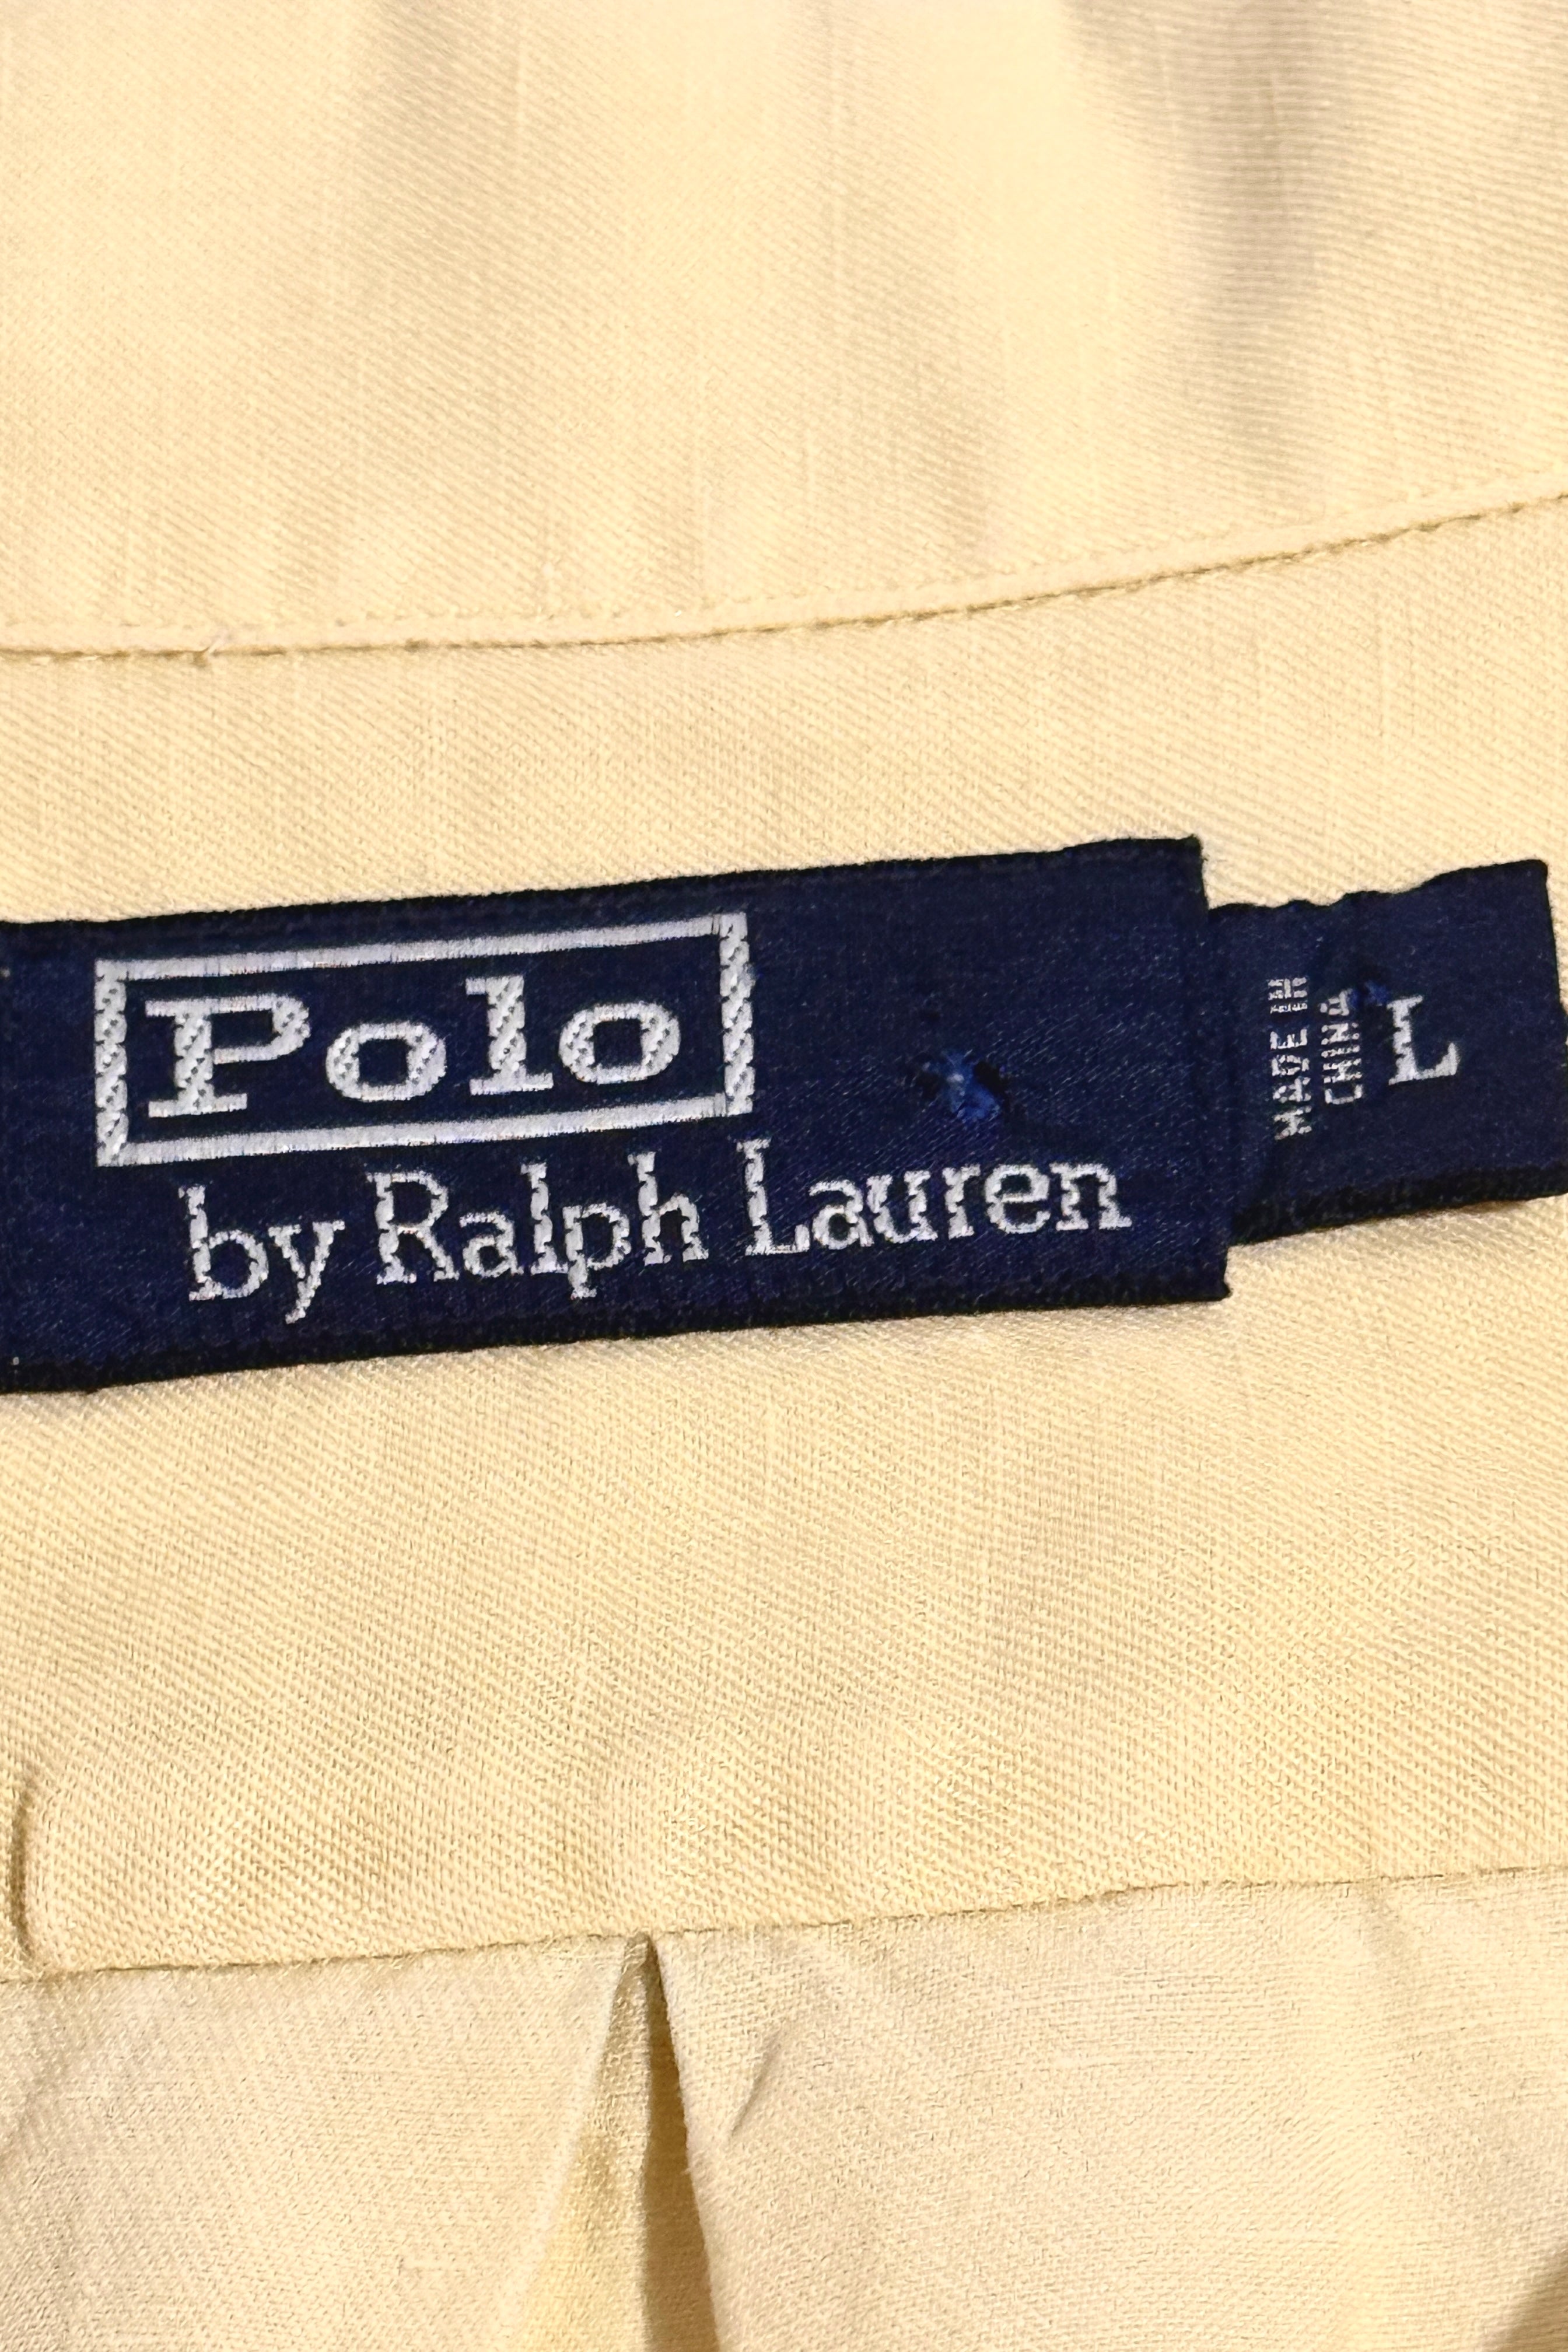 Polo
by Ralph Lauren
MADE IN
CHINA
L